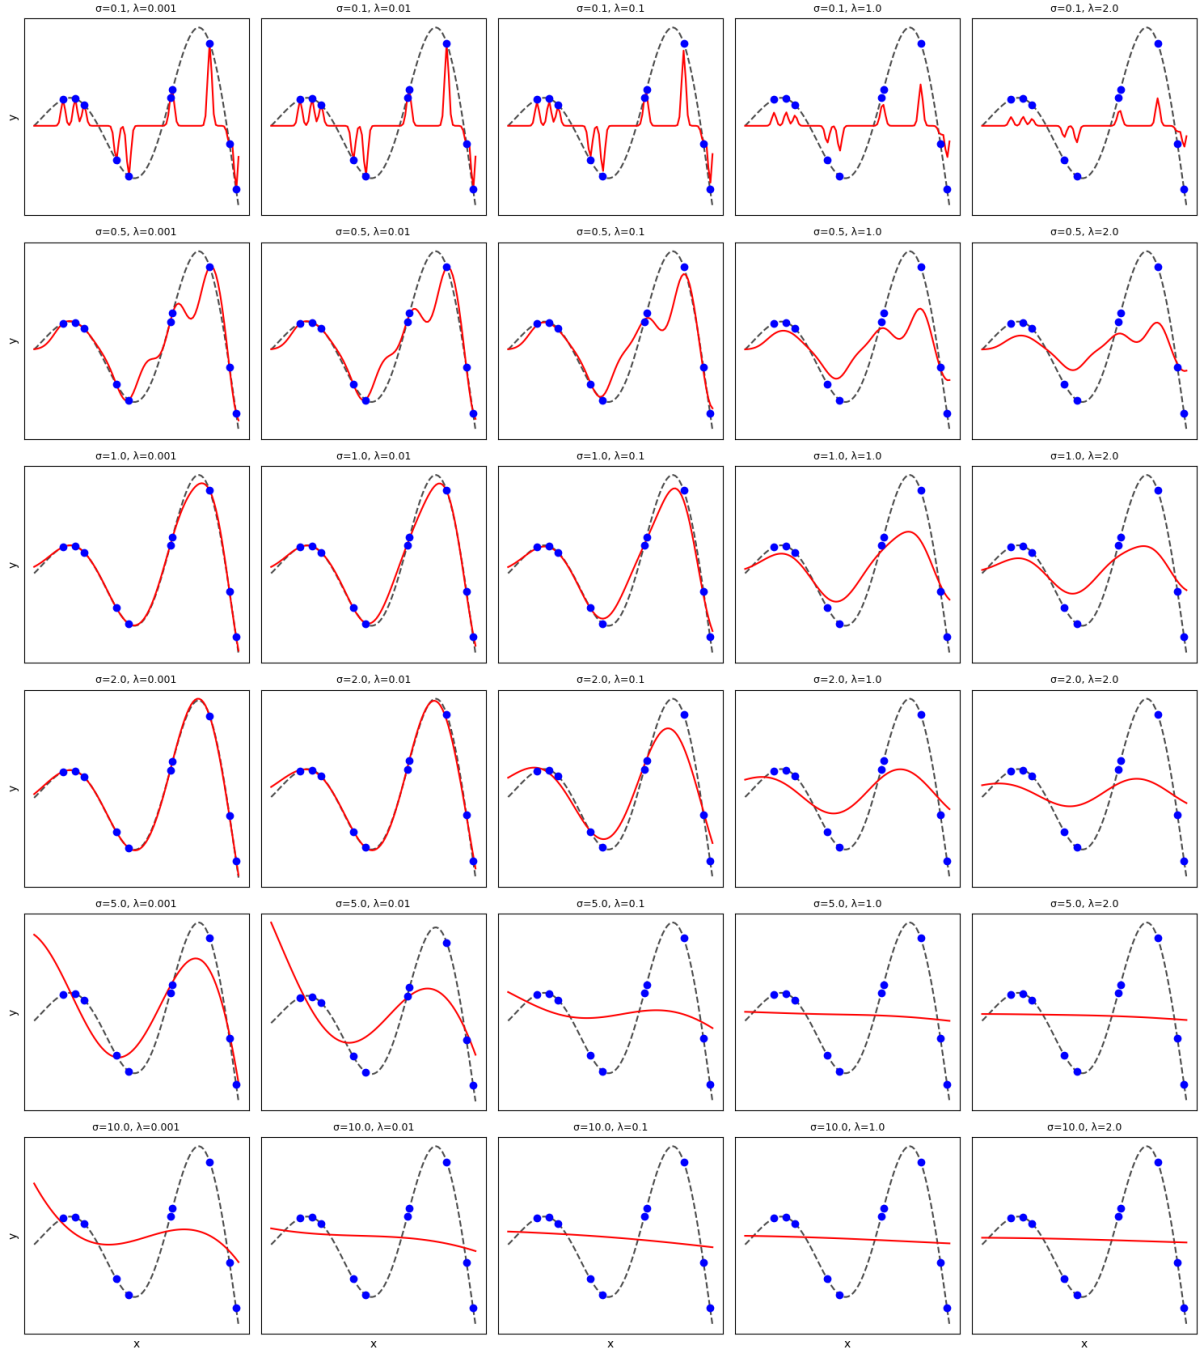 σ=0.1, λ=0.001
σ=0.1, λ=0.01
σ=0.1, λ=0.1
σ=0.1, λ=1.0
σ=0.1, λ=2.0
y
σ=0.5, λ=0.001
σ=0.5, λ=0.01
σ=0.5, λ=0.1
σ=0.5, λ=1.0
σ=0.5, λ=2.0
y
σ=1.0, λ=0.001
σ=1.0, λ=0.01
σ=1.0, λ=0.1
σ=1.0, λ=1.0
σ=1.0, λ=2.0
y
σ=2.0, λ=0.001
σ=2.0, λ=0.01
σ=2.0, λ=0.1
σ=2.0, λ=1.0
σ=2.0, λ=2.0
y
σ=5.0, λ=0.001
σ=5.0, λ=0.01
σ=5.0, λ=0.1
σ=5.0, λ=1.0
σ=5.0, λ=2.0
y
σ=10.0, λ=0.001
σ=10.0, λ=0.01
σ=10.0, λ=0.1
σ=10.0, λ=1.0
σ=10.0, λ=2.0
y
x
x
x
x
x